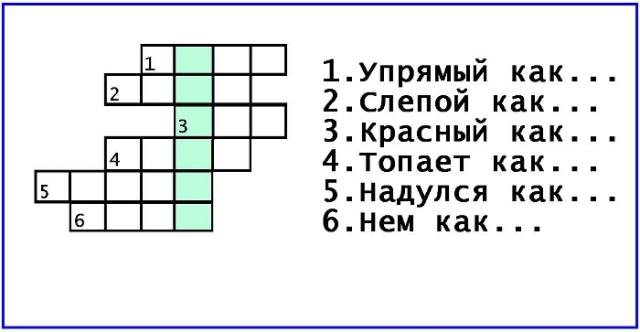 1
2
3
4
5
6
1.Упрямый как...
2.Слепой как...
3.Красный как...
4.Топает как...
5.Надулся как...
6.Нем как...